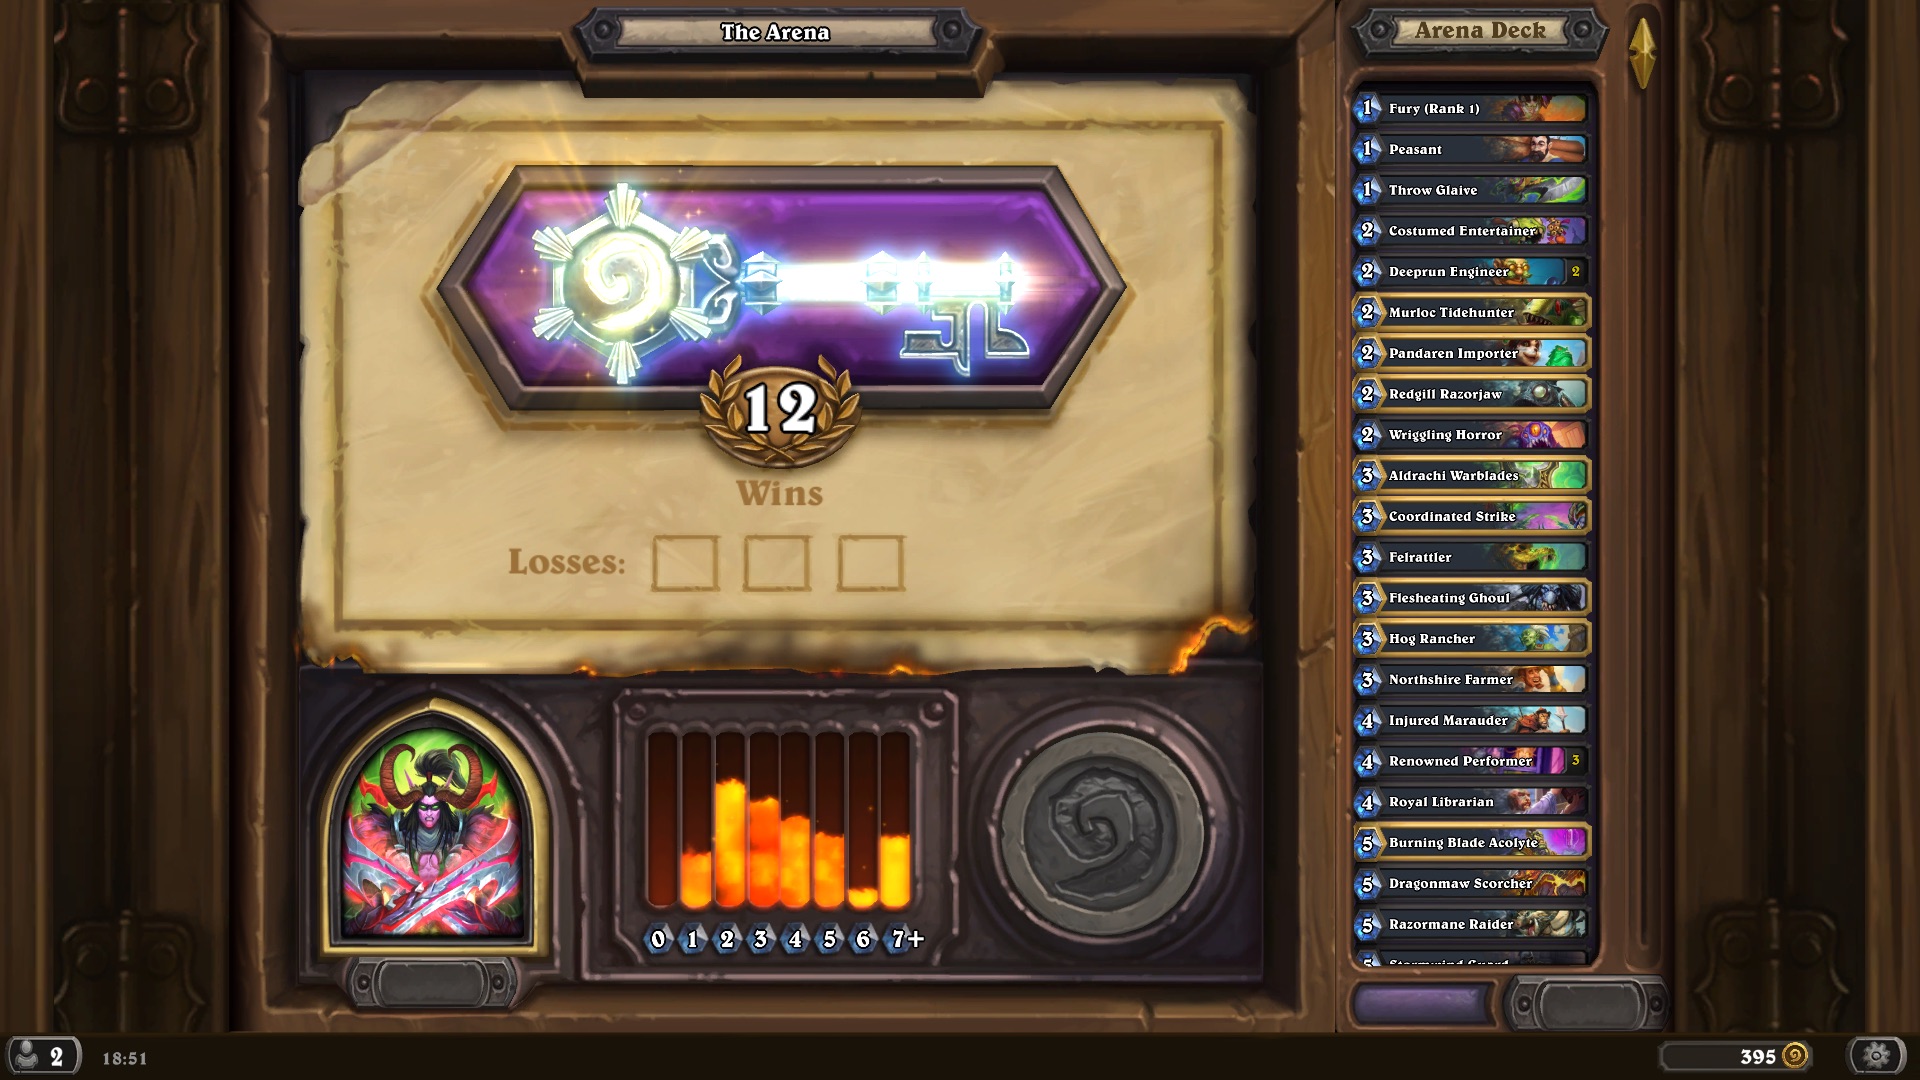 The Arena
12
Wins
Losses:
0 1 2 3 4 5 6 7+
Arena Deck
1 Fury (Rank 1)
1 Peasant
1 Throw Glaive
2 Costumed Entertainer
2 Deeprun Engineer 2
2 Murloc Tidehunter
2 Pandaren Importer
2 Redgill Razorjaw
2 Wriggling Horror
3 Aldrachi Warblades
3 Coordinated Strike
3 Felrattler
3 Flesheating Ghoul
3 Hog Rancher
3 Northshire Farmer
4 Injured Marauder
4 Renowned Performer 3
4 Royal Librarian
5 Burning Blade Acolyte
5 Dragonmaw Scorcher
5 Razormane Raider
5 Stormwind Guard
2
18:51
395